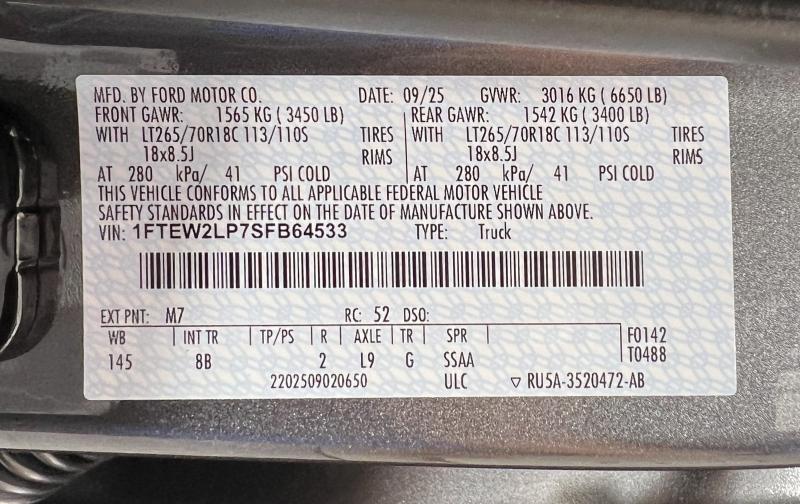 MFD. BY FORD MOTOR CO. DATE: 09/25 GVWR: 3016 KG ( 6650 LB)
FRONT GAWR: 1565 KG ( 3450 LB) REAR GAWR: 1542 KG ( 3400 LB)
WITH LT265/70R18C 113/110S TIRES WITH LT265/70R18C 113/110S TIRES
18x8.5J RIMS 18x8.5J RIMS
AT 280 kPa/ 41 PSI COLD AT 280 kPa/ 41 PSI COLD
THIS VEHICLE CONFORMS TO ALL APPLICABLE FEDERAL MOTOR VEHICLE
SAFETY STANDARDS IN EFFECT ON THE DATE OF MANUFACTURE SHOWN ABOVE.
VIN: 1FTEW2LP7SFB64533 TYPE: Truck
EXT PNT: M7 RC: 52 DSO:
WB INT TR TP/PS R AXLE TR SPR F0142
145 8B 2 L9 G SSAA T0488
2202509020650 ULC ▽ RU5A-3520472-AB